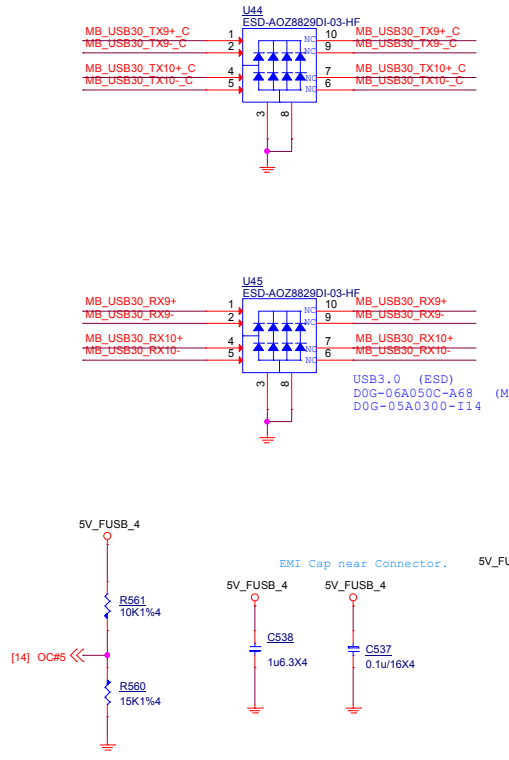 U44
ESD-AOZ8829DI-03-HF
MB_USB30_TX9+_C 1 10 MB_USB30_TX9+_C
MB_USB30_TX9-_C 2 NC 9 MB_USB30_TX9-_C
MB_USB30_TX10+_C 4 7 MB_USB30_TX10+_C
MB_USB30_TX10-_C 5 NC 6 MB_USB30_TX10-_C
3 8
U45
ESD-AOZ8829DI-03-HF
MB_USB30_RX9+ 1 NC 10 MB_USB30_RX9+
MB_USB30_RX9- 2 NC 9 MB_USB30_RX9-
MB_USB30_RX10+ 4 NC 7 MB_USB30_RX10+
MB_USB30_RX10- 5 NC 6 MB_USB30_RX10-
3 8
USB3.0 (ESD)
D0G-06A050C-A68 (M
D0G-05A0300-I14
5V_FUSB_4
EMI Cap near Connector. 5V_FU
5V_FUSB_4 5V_FUSB_4
R561
10K1%4
C538
1u6.3X4
C537
0.1u/16X4
[14] OC#5
R560
15K1%4